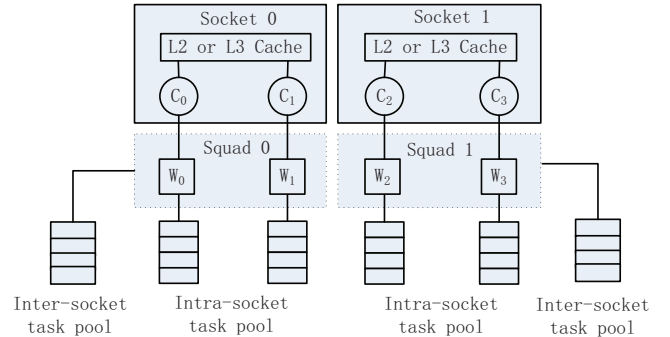 Socket 0
Socket 1
L2 or L3 Cache
L2 or L3 Cache
C0
C1
C2
C3
Squad 0
Squad 1
W0
W1
W2
W3
Inter-socket
task pool
Intra-socket
task pool
Intra-socket
task pool
Inter-socket
task pool